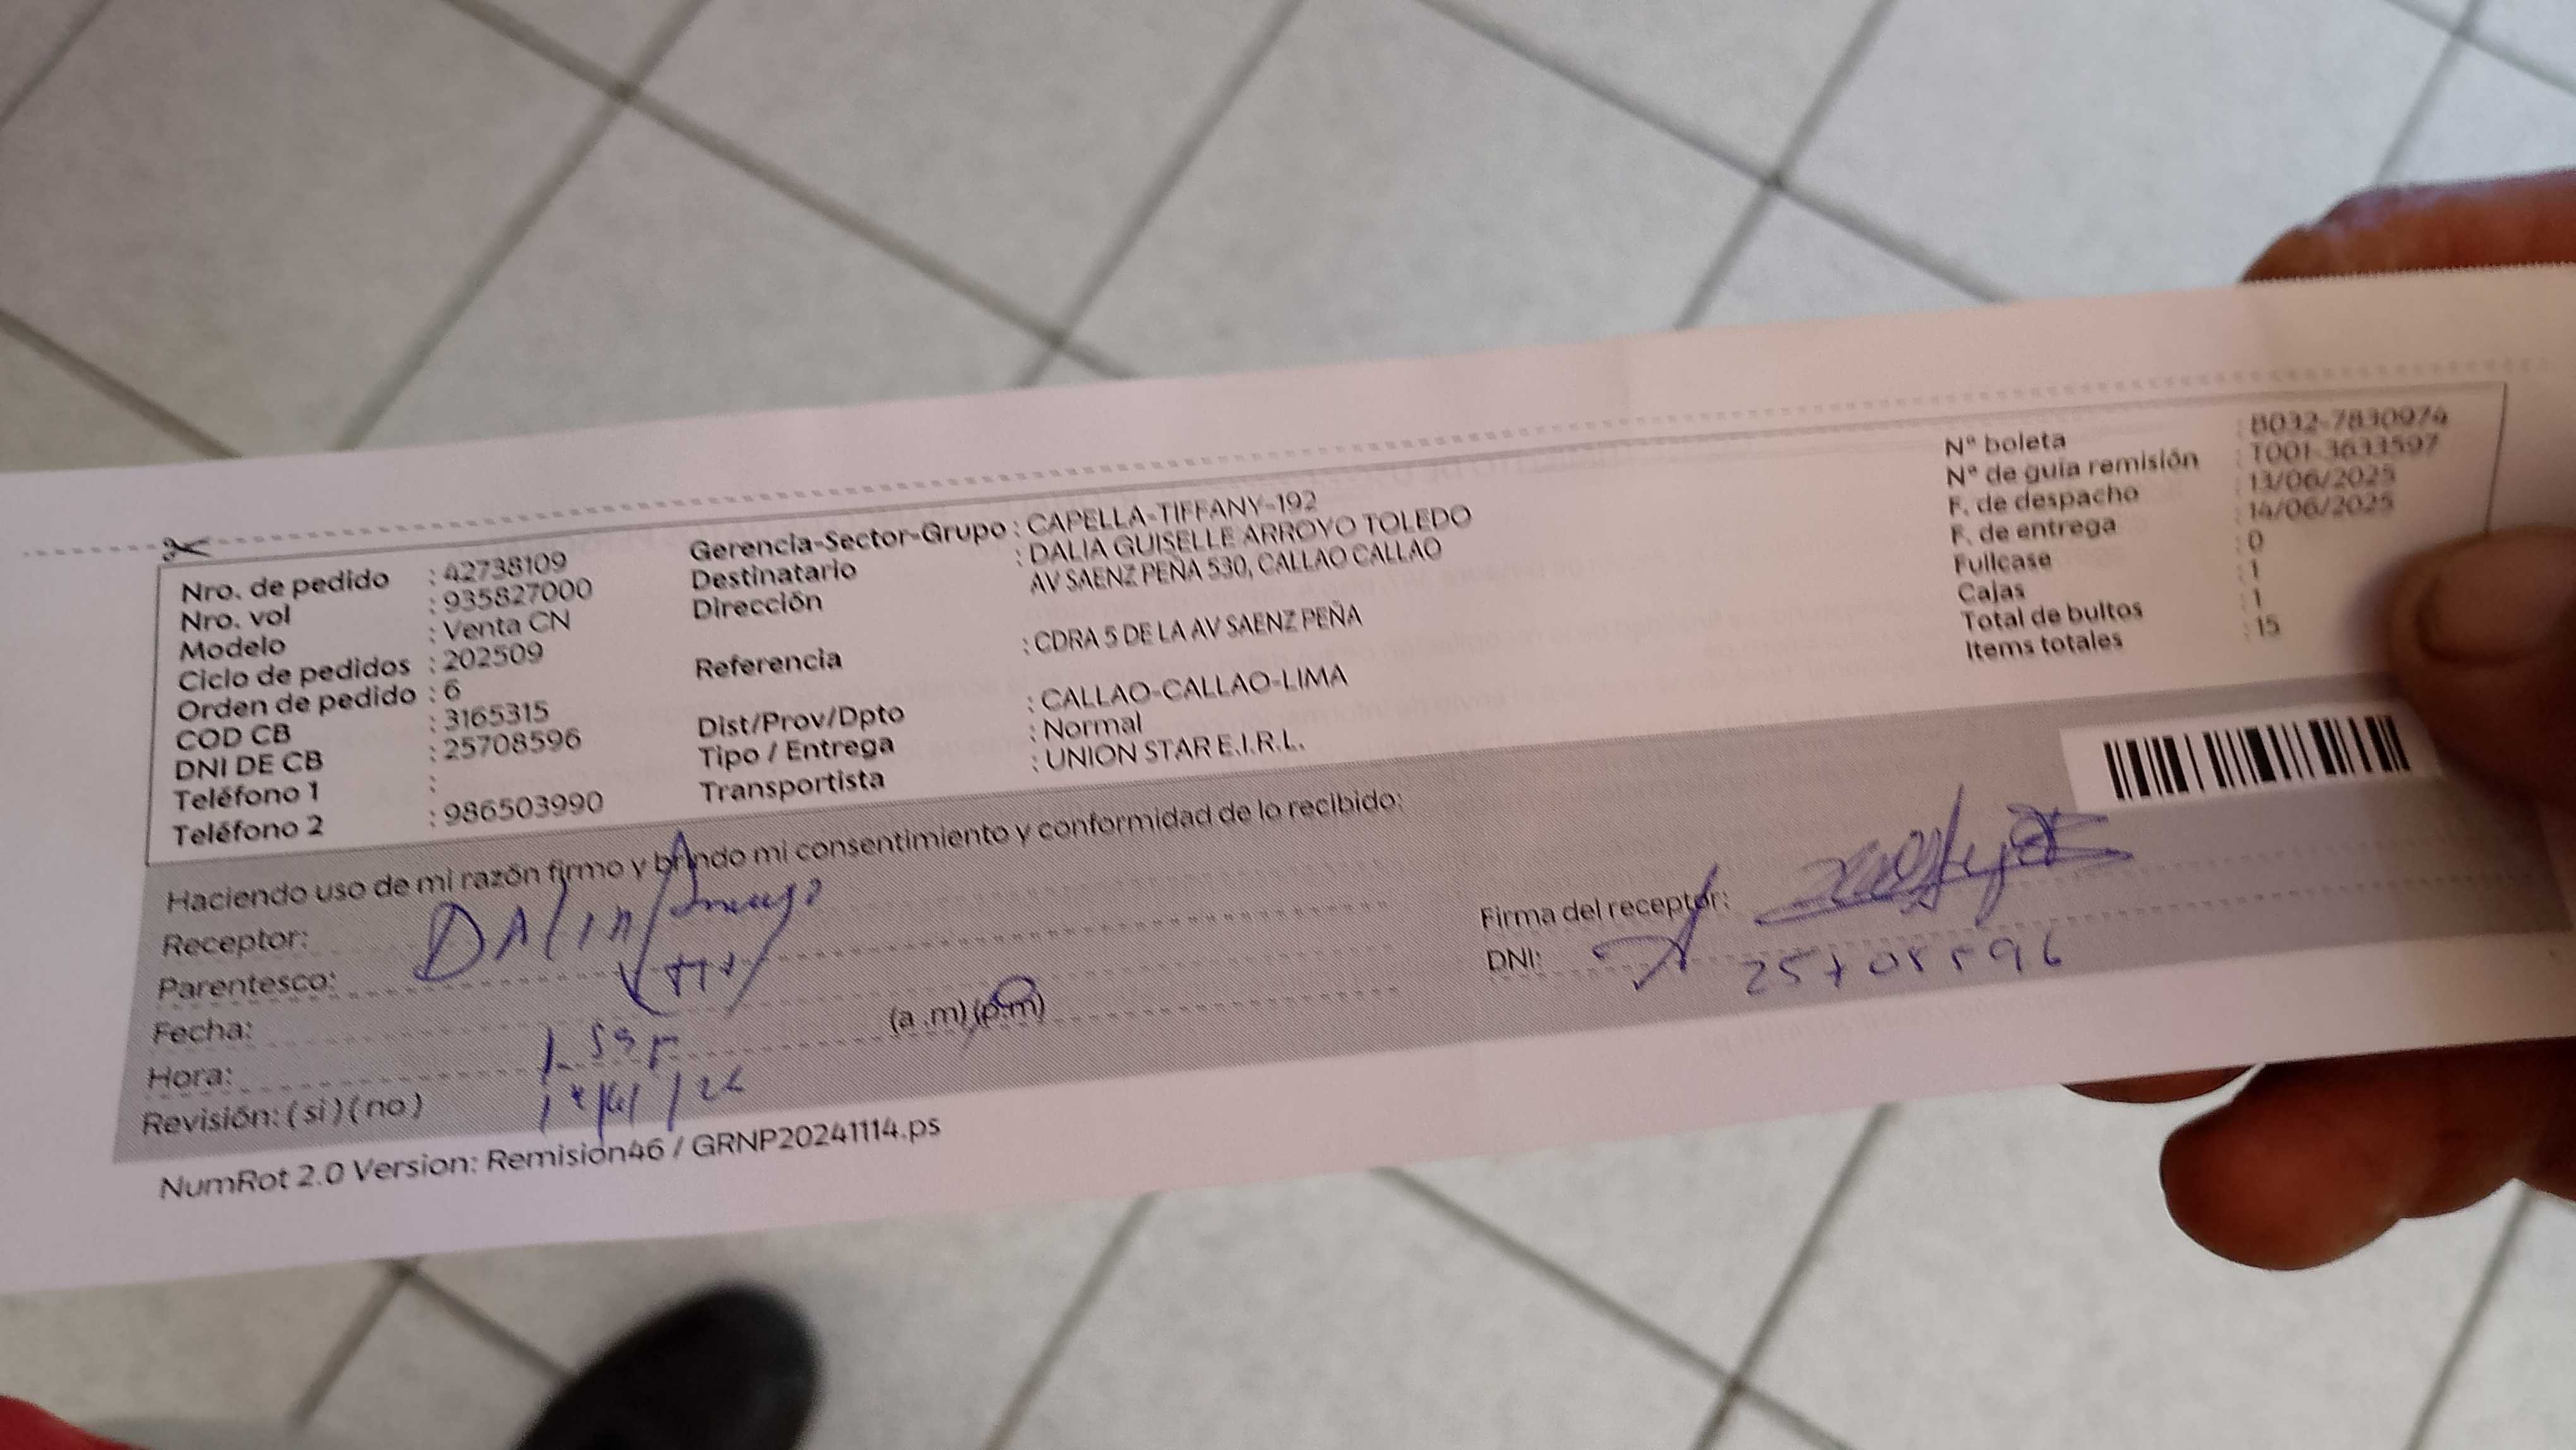 Nro. de pedido : 42738109
Nro. vol : 935827000
Modelo : Venta CN
Ciclo de pedidos : 202509
Orden de pedido : 6
COD CB : 3165315
DNI DE CB : 25708596
Teléfono 1 :
Teléfono 2 : 986503990
Gerencia-Sector-Grupo : CAPELLA-TIFFANY-192
Destinatario : DALIA GUISELLE ARROYO TOLEDO
Dirección AV SAENZ PEÑA 530, CALLAO CALLAO
Referencia : CDRA 5 DE LA AV SAENZ PEÑA
Dist/Prov/Dpto : CALLAO-CALLAO-LIMA
Tipo / Entrega : Normal
Transportista : UNION STAR E.I.R.L.
Nº boleta : B032-7830974
Nº de guía remisión : T001-3633597
F. de despacho : 13/06/2025
F. de entrega : 14/06/2025
Fullcase : 0
Cajas : 1
Total de bultos : 1
Items totales : 15
Haciendo uso de mi razón firmo y brindo mi consentimiento y conformidad de lo recibido:
Receptor: DALIA
Parentesco:
Fecha:
Hora: (a .m) (p.m)
Revisión: ( si ) ( no )
Firma del receptor:
DNI: 25708596
NumRot 2.0 Version: Remisión46 / GRNP20241114.ps